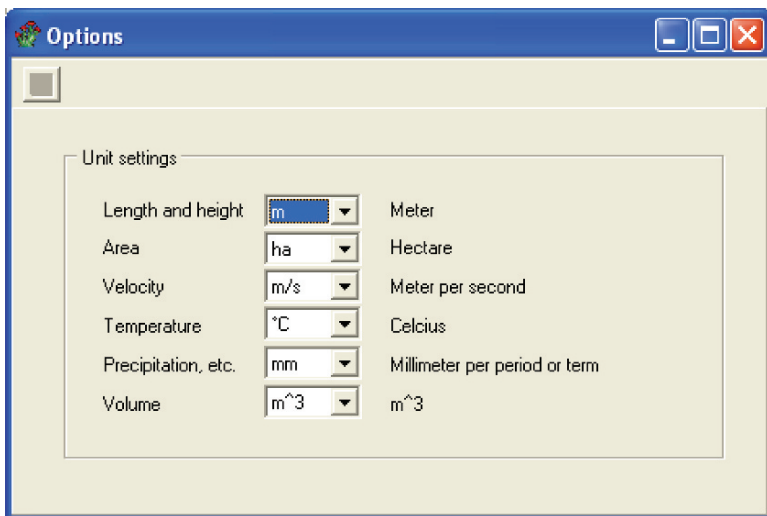 Options
Unit settings
Length and height m Meter
Area ha Hectare
Velocity m/s Meter per second
Temperature °C Celcius
Precipitation, etc. mm Millimeter per period or term
Volume m^3 m^3